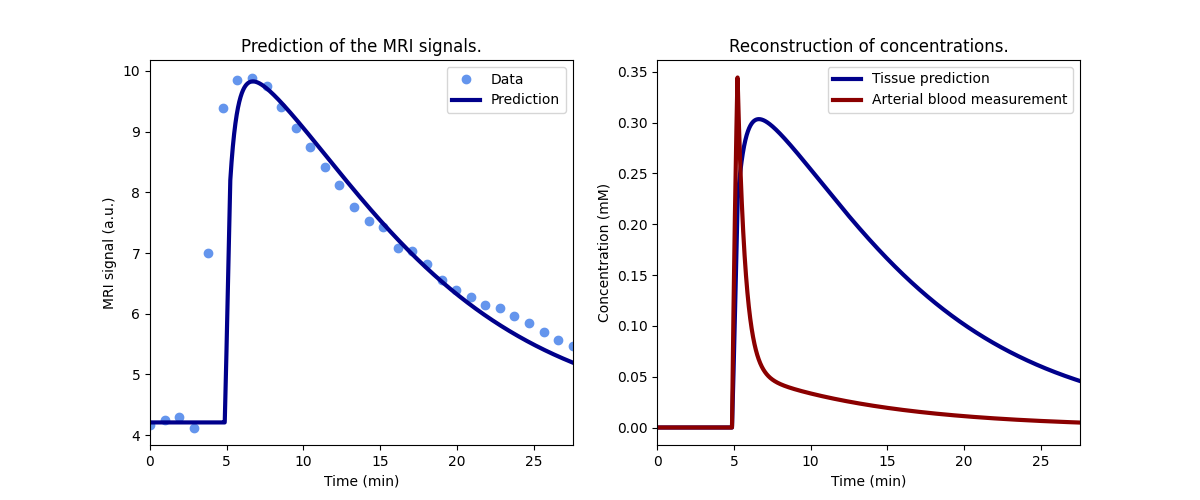 Prediction of the MRI signals.
MRI signal (a.u.)
10
9
8
7
6
5
4
0 5 10 15 20 25
Time (min)
Data
Prediction
Reconstruction of concentrations.
Concentration (mM)
0.35
0.30
0.25
0.20
0.15
0.10
0.05
0.00
0 5 10 15 20 25
Time (min)
Tissue prediction
Arterial blood measurement